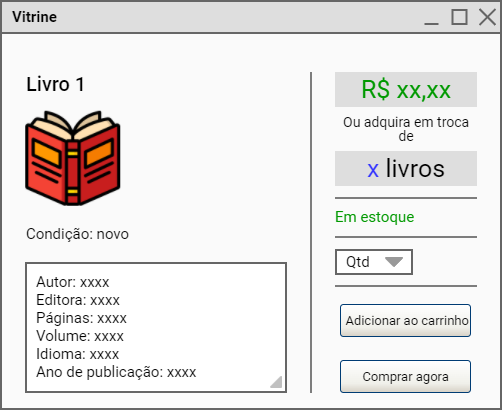 Vitrine
Livro 1
Condição: novo
Autor: xxxx
Editora: xxxx
Páginas: xxxx
Volume: xxxx
Idioma: xxxx
Ano de publicação: xxxx
R$ xx,xx
Ou adquira em troca
de
x livros
Em estoque
Qtd
Adicionar ao carrinho
Comprar agora